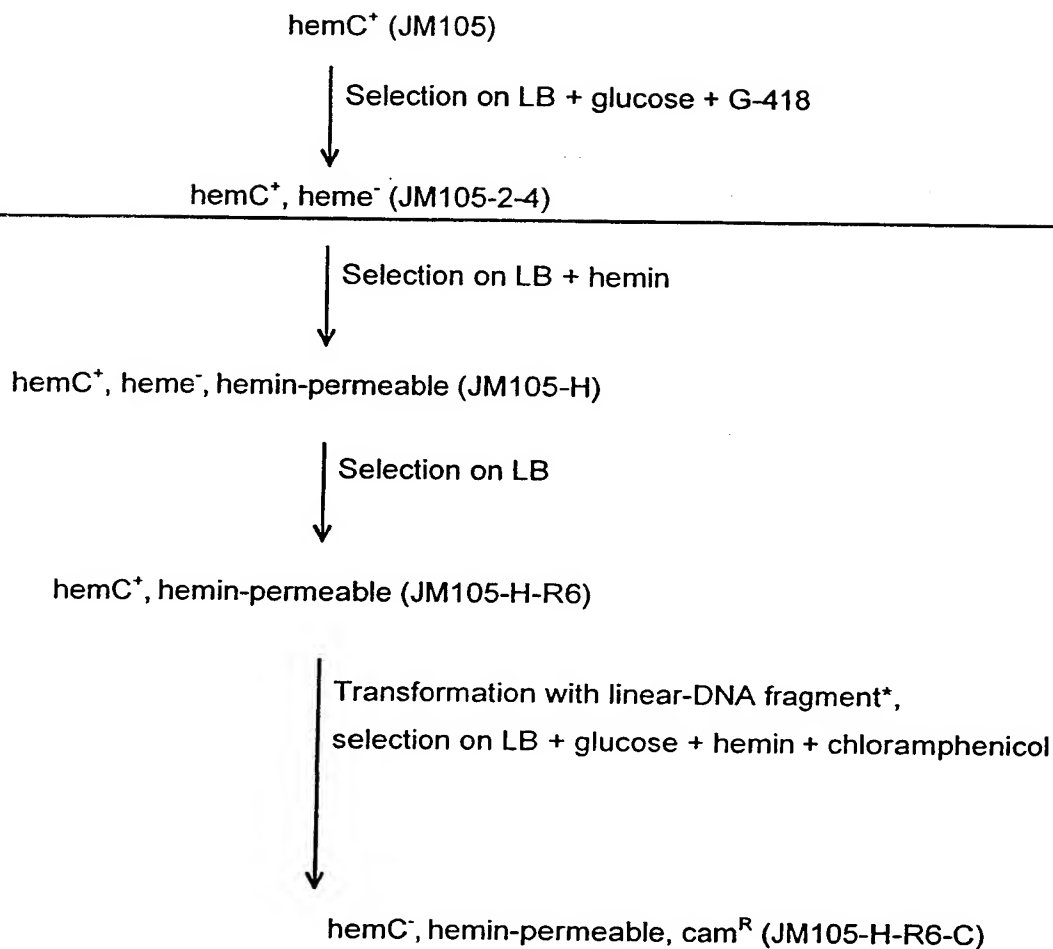 hemC⁺ (JM105)
Selection on LB + glucose + G-418
hemC⁺, heme⁻ (JM105-2-4)
Selection on LB + hemin
hemC⁺, heme⁻, hemin-permeable (JM105-H)
Selection on LB
hemC⁺, hemin-permeable (JM105-H-R6)
Transformation with linear-DNA fragment*,
selection on LB + glucose + hemin + chloramphenicol
hemC⁻, hemin-permeable, camᴿ (JM105-H-R6-C)